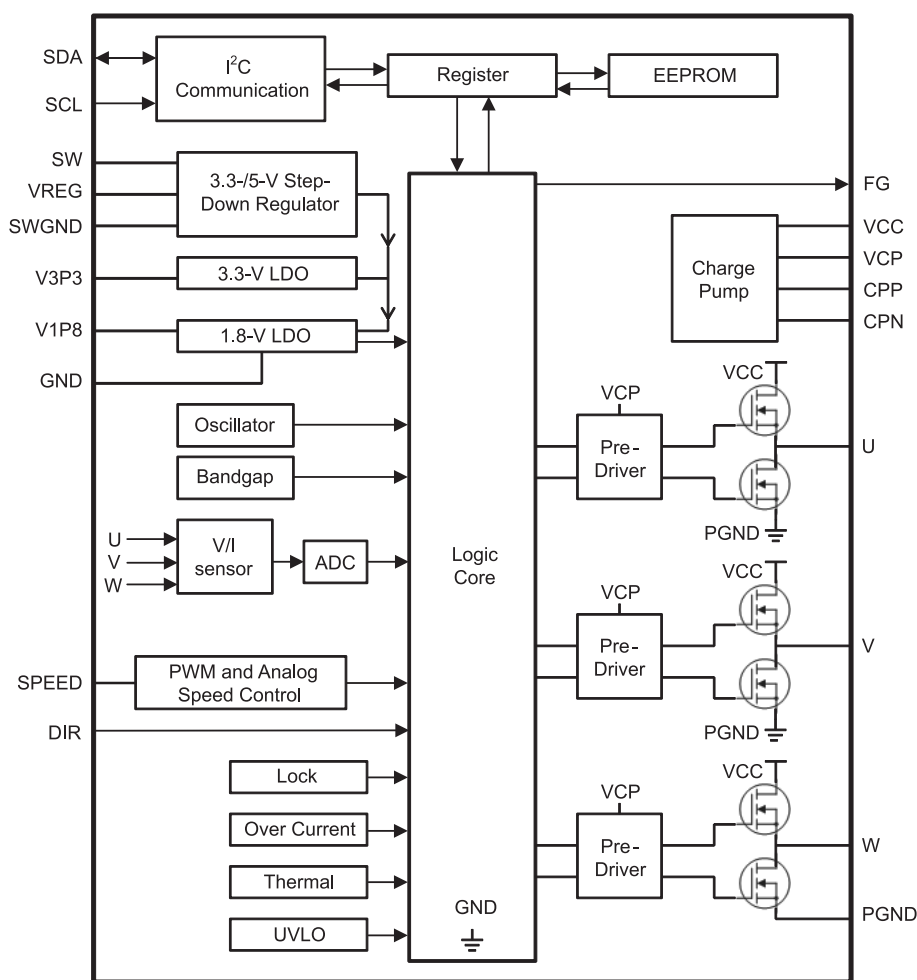 SDA
I²C
Communication
Register
EEPROM
SCL
SW
3.3-/5-V Step-
Down Regulator
VREG
SWGND
FG
VCC
Charge
Pump
VCP
CPP
CPN
V3P3
3.3-V LDO
V1P8
1.8-V LDO
GND
Oscillator
Bandgap
U
V
W
V/I
sensor
ADC
Logic
Core
SPEED
PWM and Analog
Speed Control
DIR
Lock
Over Current
Thermal
UVLO
GND
VCP
Pre-
Driver
VCC
U
PGND
VCP
Pre-
Driver
VCC
V
PGND
VCP
Pre-
Driver
VCC
W
PGND